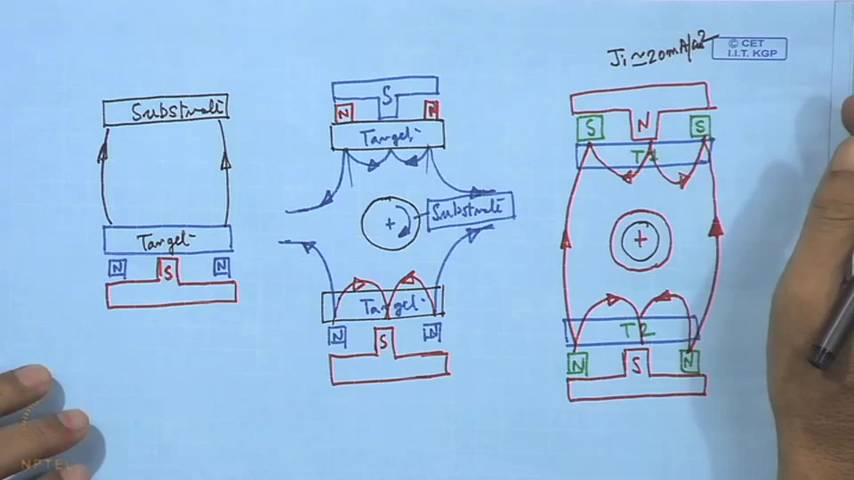 Ji ≃ 20mA/cm²
© CET
I.I.T. KGP
Substrate
Target
N S N
S
N N
Target
Substrate
Target
N S N
N
S S
T1
T2
N S N
NPTEL